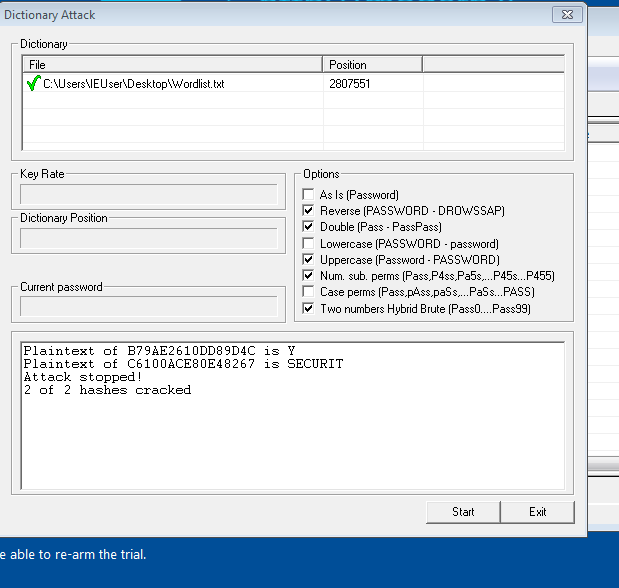 Dictionary Attack
Dictionary
File Position
C:\Users\IEUser\Desktop\Wordlist.txt 2807551
Key Rate
Dictionary Position
Current password
Options
As Is (Password)
Reverse (PASSWORD - DROWSSAP)
Double (Pass - PassPass)
Lowercase (PASSWORD - password)
Uppercase (Password - PASSWORD)
Num. sub. perms (Pass,P4ss,Pa5s,...P45s...P455)
Case perms (Pass,pAss,paSs,...PaSs...PASS)
Two numbers Hybrid Brute (Pass0....Pass99)
Plaintext of B79AE2610DD89D4C is Y
Plaintext of C6100ACE80E48267 is SECURIT
Attack stopped!
2 of 2 hashes cracked
Start Exit
e able to re-arm the trial.